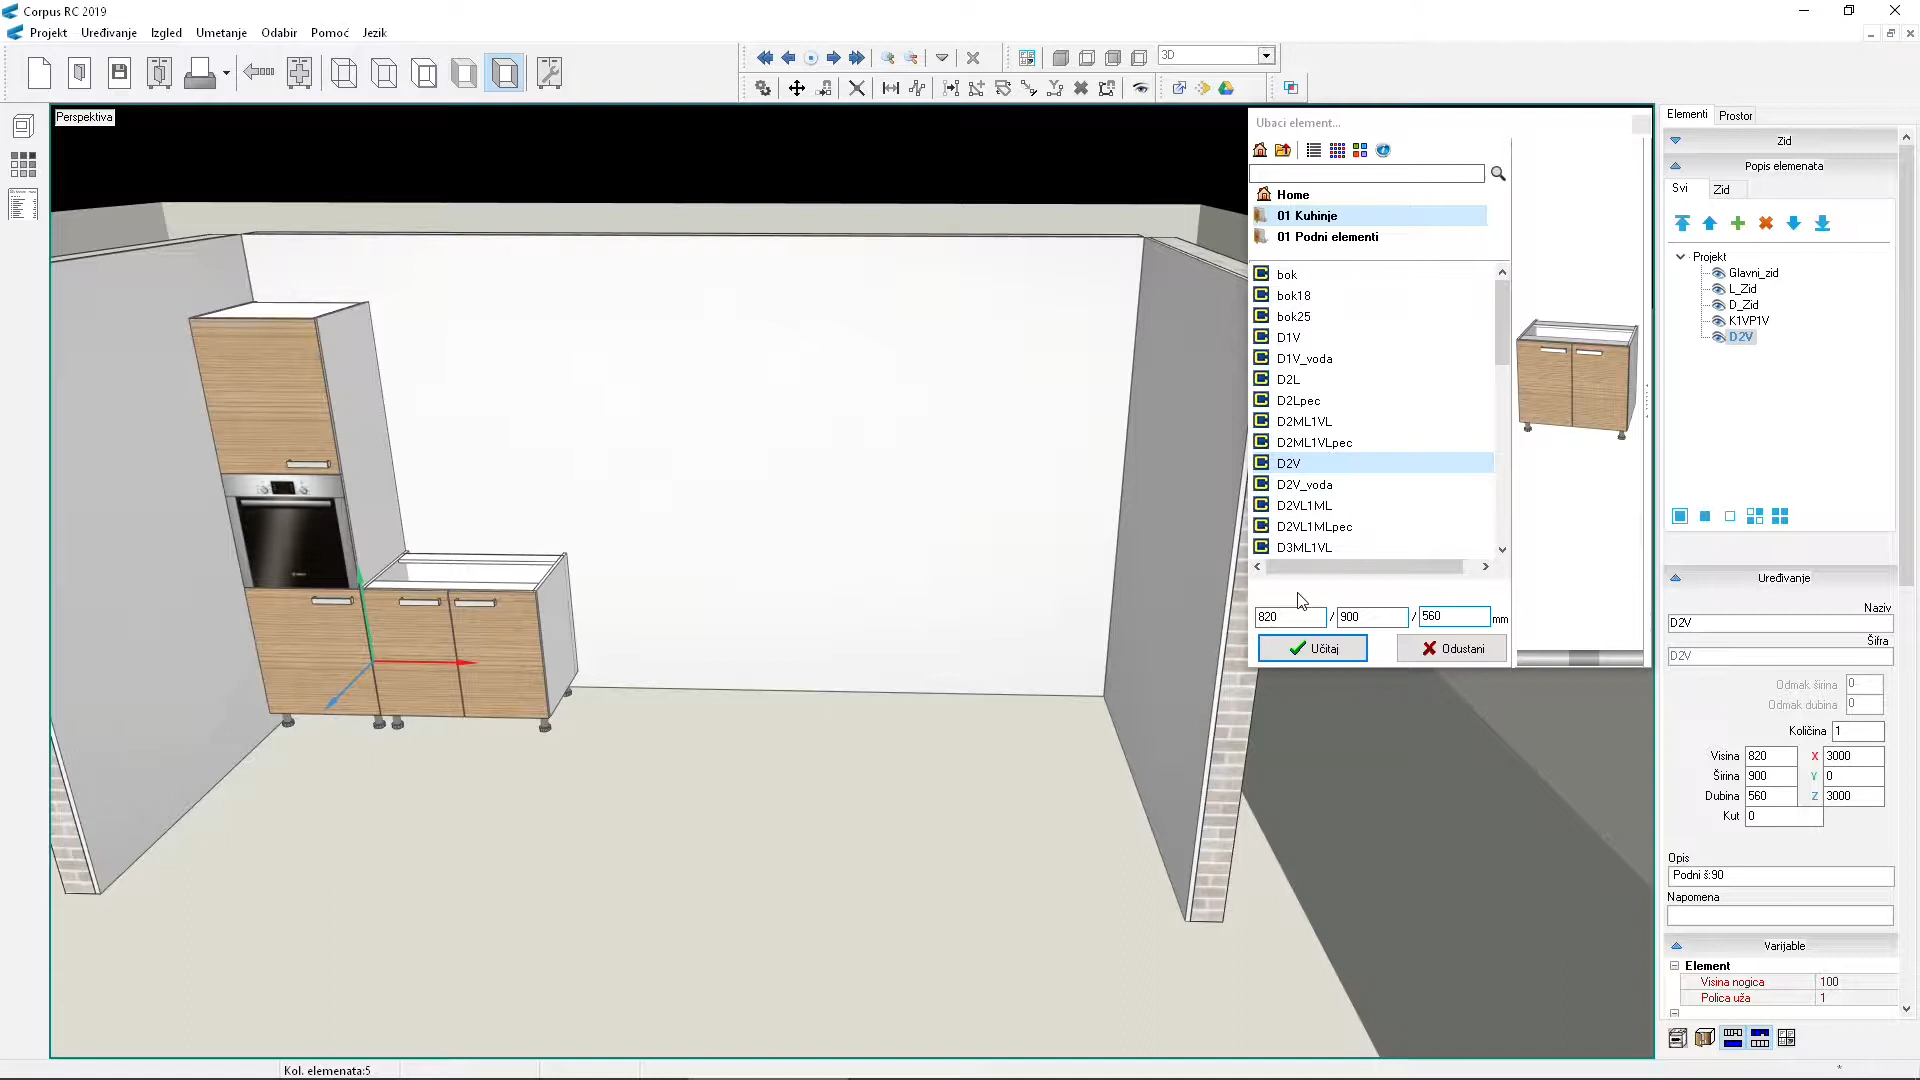 Corpus RC 2019
Projekt Uređivanje Izgled Umetanje Odabir Pomoć Jezik
3D
Perspektiva
Ubaci element...
Home
01 Kuhinje
01 Podni elementi
bok
bok18
bok25
D1V
D1V_voda
D2L
D2Lpec
D2ML1VL
D2ML1VLpec
D2V
D2V_voda
D2VL1ML
D2VL1MLpec
D3ML1VL
820 / 900 / 560 mm
Učitaj Odustani
Elementi Prostor
Zid
Popis elemenata
Svi Zid
Projekt
Glavni_zid
L_Zid
D_Zid
K1VP1V
D2V
Uređivanje
Naziv
D2V
Šifra
D2V
Odmak širina 0
Odmak dubina 0
Količina 1
Visina 820 X 3000
Širina 900 Y 0
Dubina 560 Z 3000
Kut 0
Opis
Podni š:90
Napomena
Varijable
Element
Visina nogica 100
Polica uža 1
Kol. elemenata:5 *